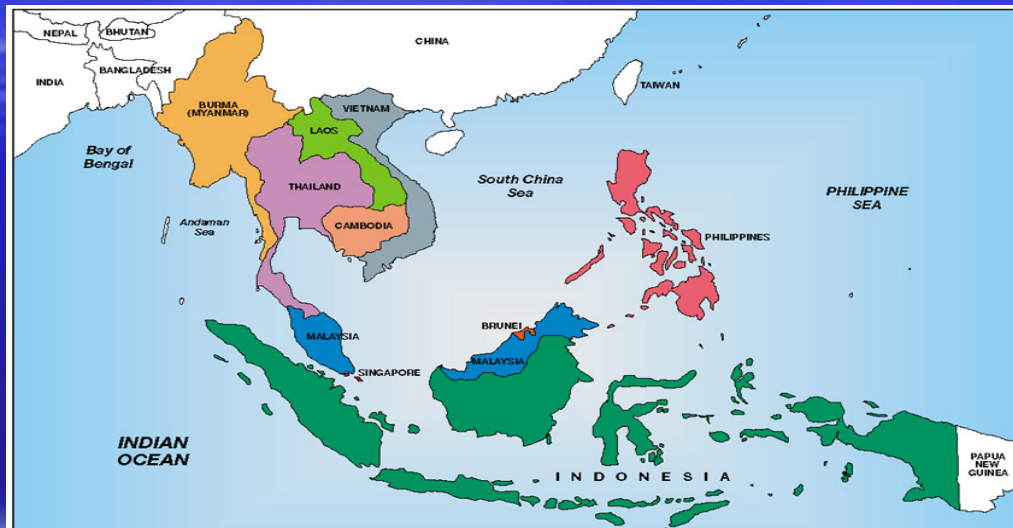 NEPAL
BHUTAN
CHINA
BANGLADESH
INDIA
TAIWAN
BURMA
(MYANMAR)
VIETNAM
LAOS
Bay of
Bengal
THAILAND
South China
Sea
PHILIPPINE
SEA
Andaman
Sea
CAMBODIA
PHILIPPINES
BRUNEI
MALAYSIA
MALAYSIA
SINGAPORE
INDIAN
OCEAN
PAPUA
NEW
GUINEA
INDONESIA